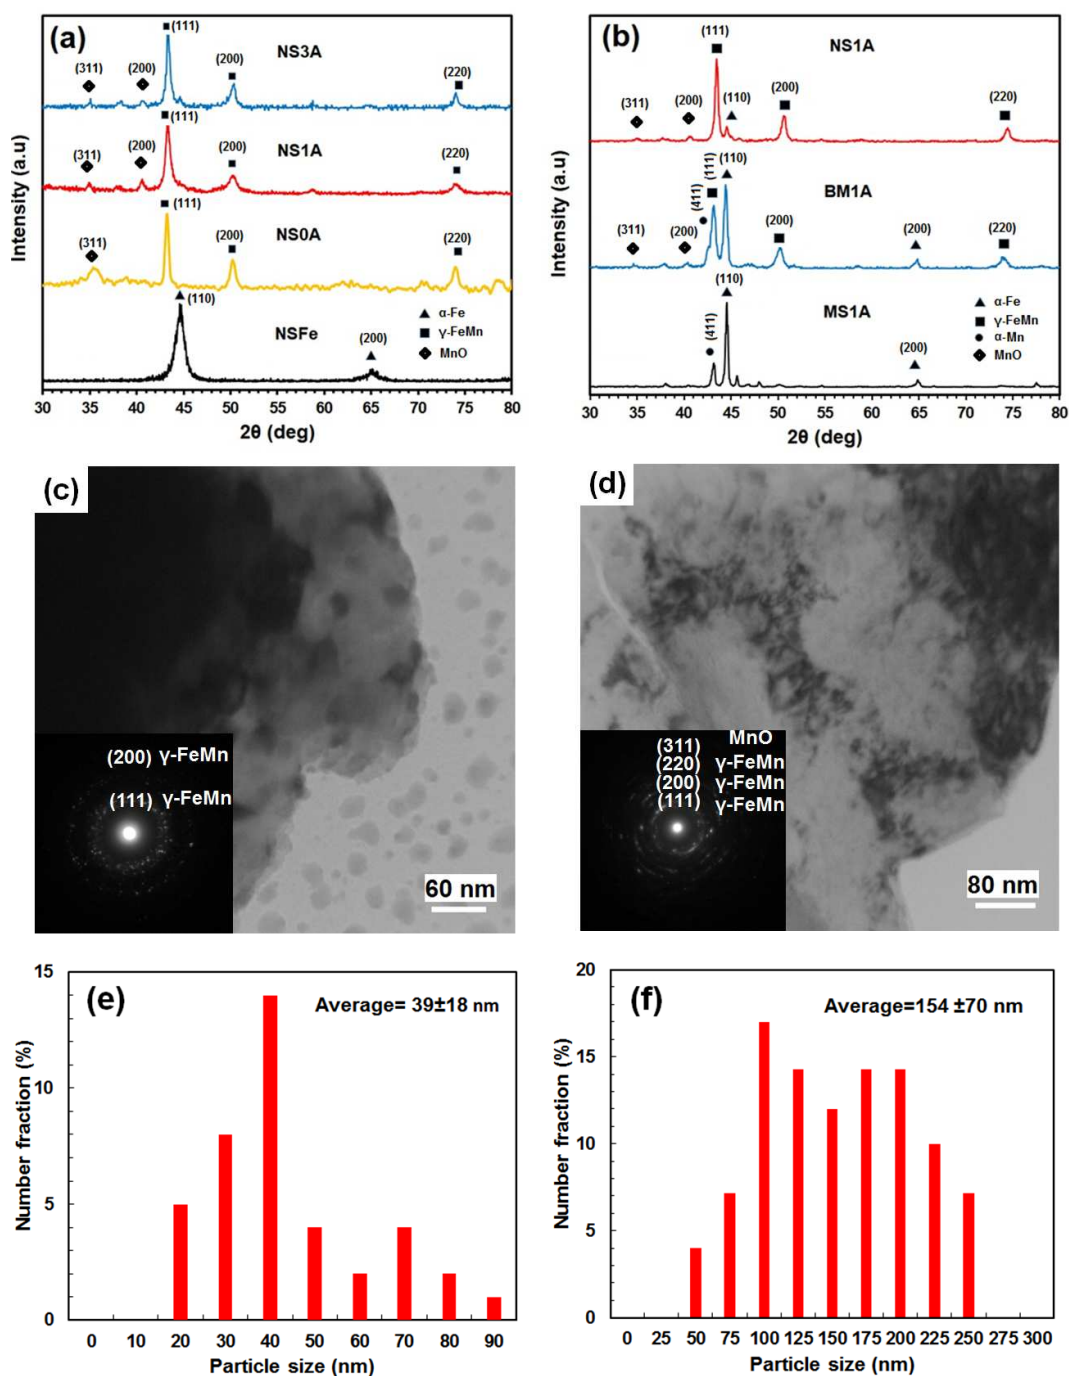 (a)
(111)
NS3A
(311)
(200)
(200)
(220)
(111)
NS1A
(311)
(200)
(200)
(220)
(111)
NS0A
(311)
(200)
(220)
(110)
NSFe
(200)
α-Fe
γ-FeMn
MnO
Intensity (a.u)
30 35 40 45 50 55 60 65 70 75 80
2θ (deg)
(b)
(111)
NS1A
(311)
(200)
(110)
(200)
(220)
BM1A
(311)
(200)
(411)
(111)
(110)
(200)
(200)
(220)
MS1A
(411)
(110)
(200)
α-Fe
γ-FeMn
α-Mn
MnO
Intensity (a.u)
30 35 40 45 50 55 60 65 70 75 80
2θ (deg)
(c)
(200) γ-FeMn
(111) γ-FeMn
60 nm
(d)
(311) MnO
(220) γ-FeMn
(200) γ-FeMn
(111) γ-FeMn
80 nm
(e)
Average= 39±18 nm
Number fraction (%)
15
10
5
0
0 10 20 30 40 50 60 70 80 90
Particle size (nm)
(f)
Average=154 ±70 nm
Number fraction (%)
20
15
10
5
0
0 25 50 75 100 125 150 175 200 225 250 275 300
Particle size (nm)